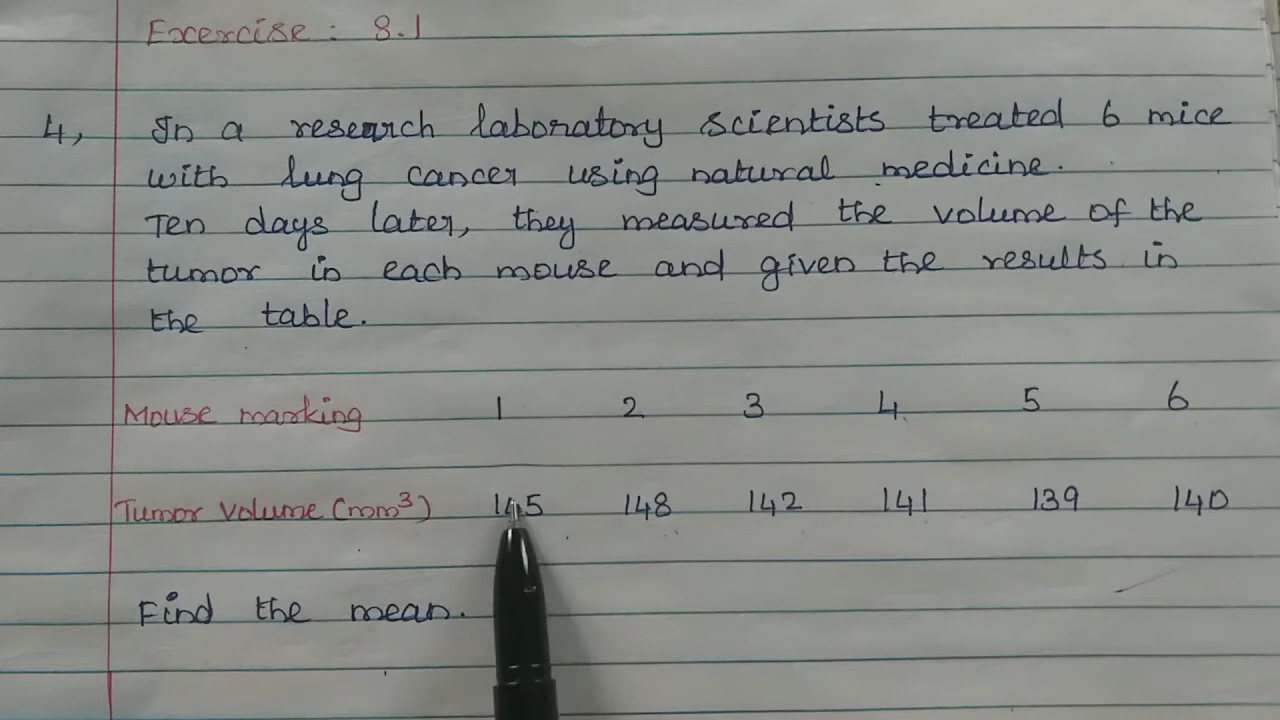 Excercise : 8.1
4, In a research laboratory scientists treated 6 mice
with lung cancer using natural medicine.
Ten days later, they measured the volume of the
tumor in each mouse and given the results in
the table.
Mouse marking 1 2 3 4 5 6
Tumor volume (mm³) 145 148 142 141 139 140
Find the mean.